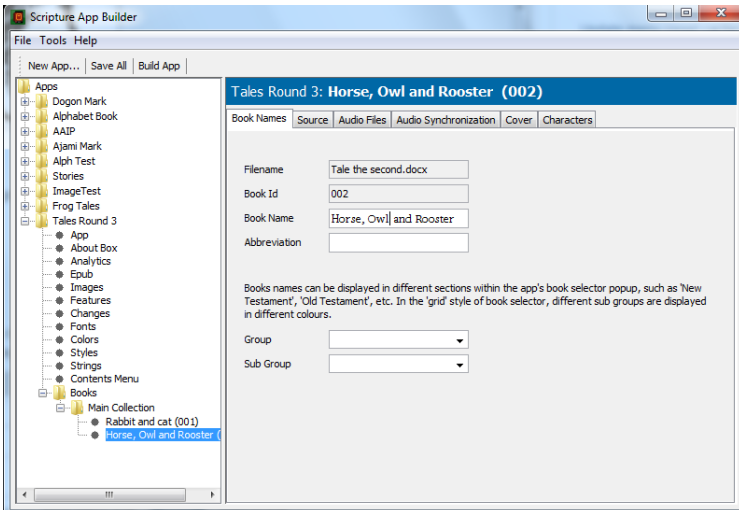 Scripture App Builder
File Tools Help
New App... Save All Build App
Apps
Dogon Mark
Alphabet Book
AAIP
Ajami Mark
Alph Test
Stories
ImageTest
Frog Tales
Tales Round 3
App
About Box
Analytics
Epub
Images
Features
Changes
Fonts
Colors
Styles
Strings
Contents Menu
Books
Main Collection
Rabbit and cat (001)
Horse, Owl and Rooster (
Tales Round 3: Horse, Owl and Rooster (002)
Book Names Source Audio Files Audio Synchronization Cover Characters
Filename Tale the second.docx
Book Id 002
Book Name Horse, Owl and Rooster
Abbreviation
Books names can be displayed in different sections within the app's book selector popup, such as 'New
Testament', 'Old Testament', etc. In the 'grid' style of book selector, different sub groups are displayed
in different colours.
Group
Sub Group